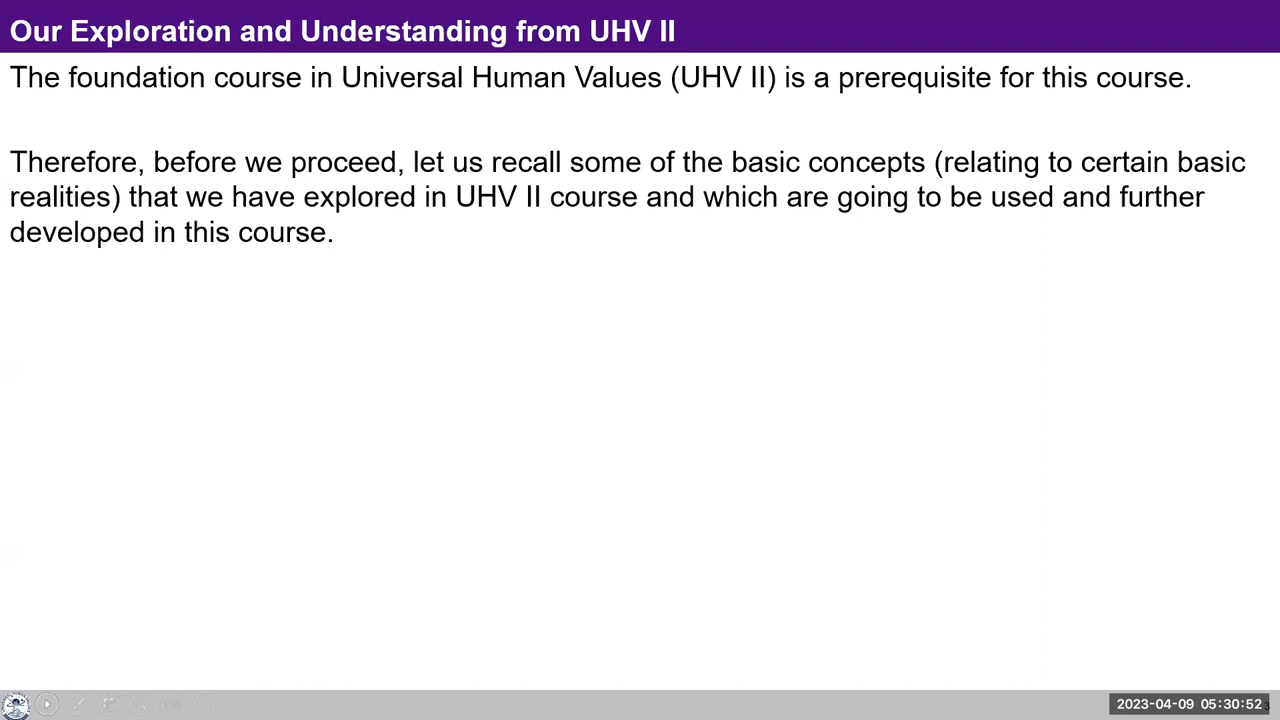 Our Exploration and Understanding from UHV II
The foundation course in Universal Human Values (UHV II) is a prerequisite for this course.
Therefore, before we proceed, let us recall some of the basic concepts (relating to certain basic
realities) that we have explored in UHV II course and which are going to be used and further
developed in this course.
2023-04-09 05:30:52
3